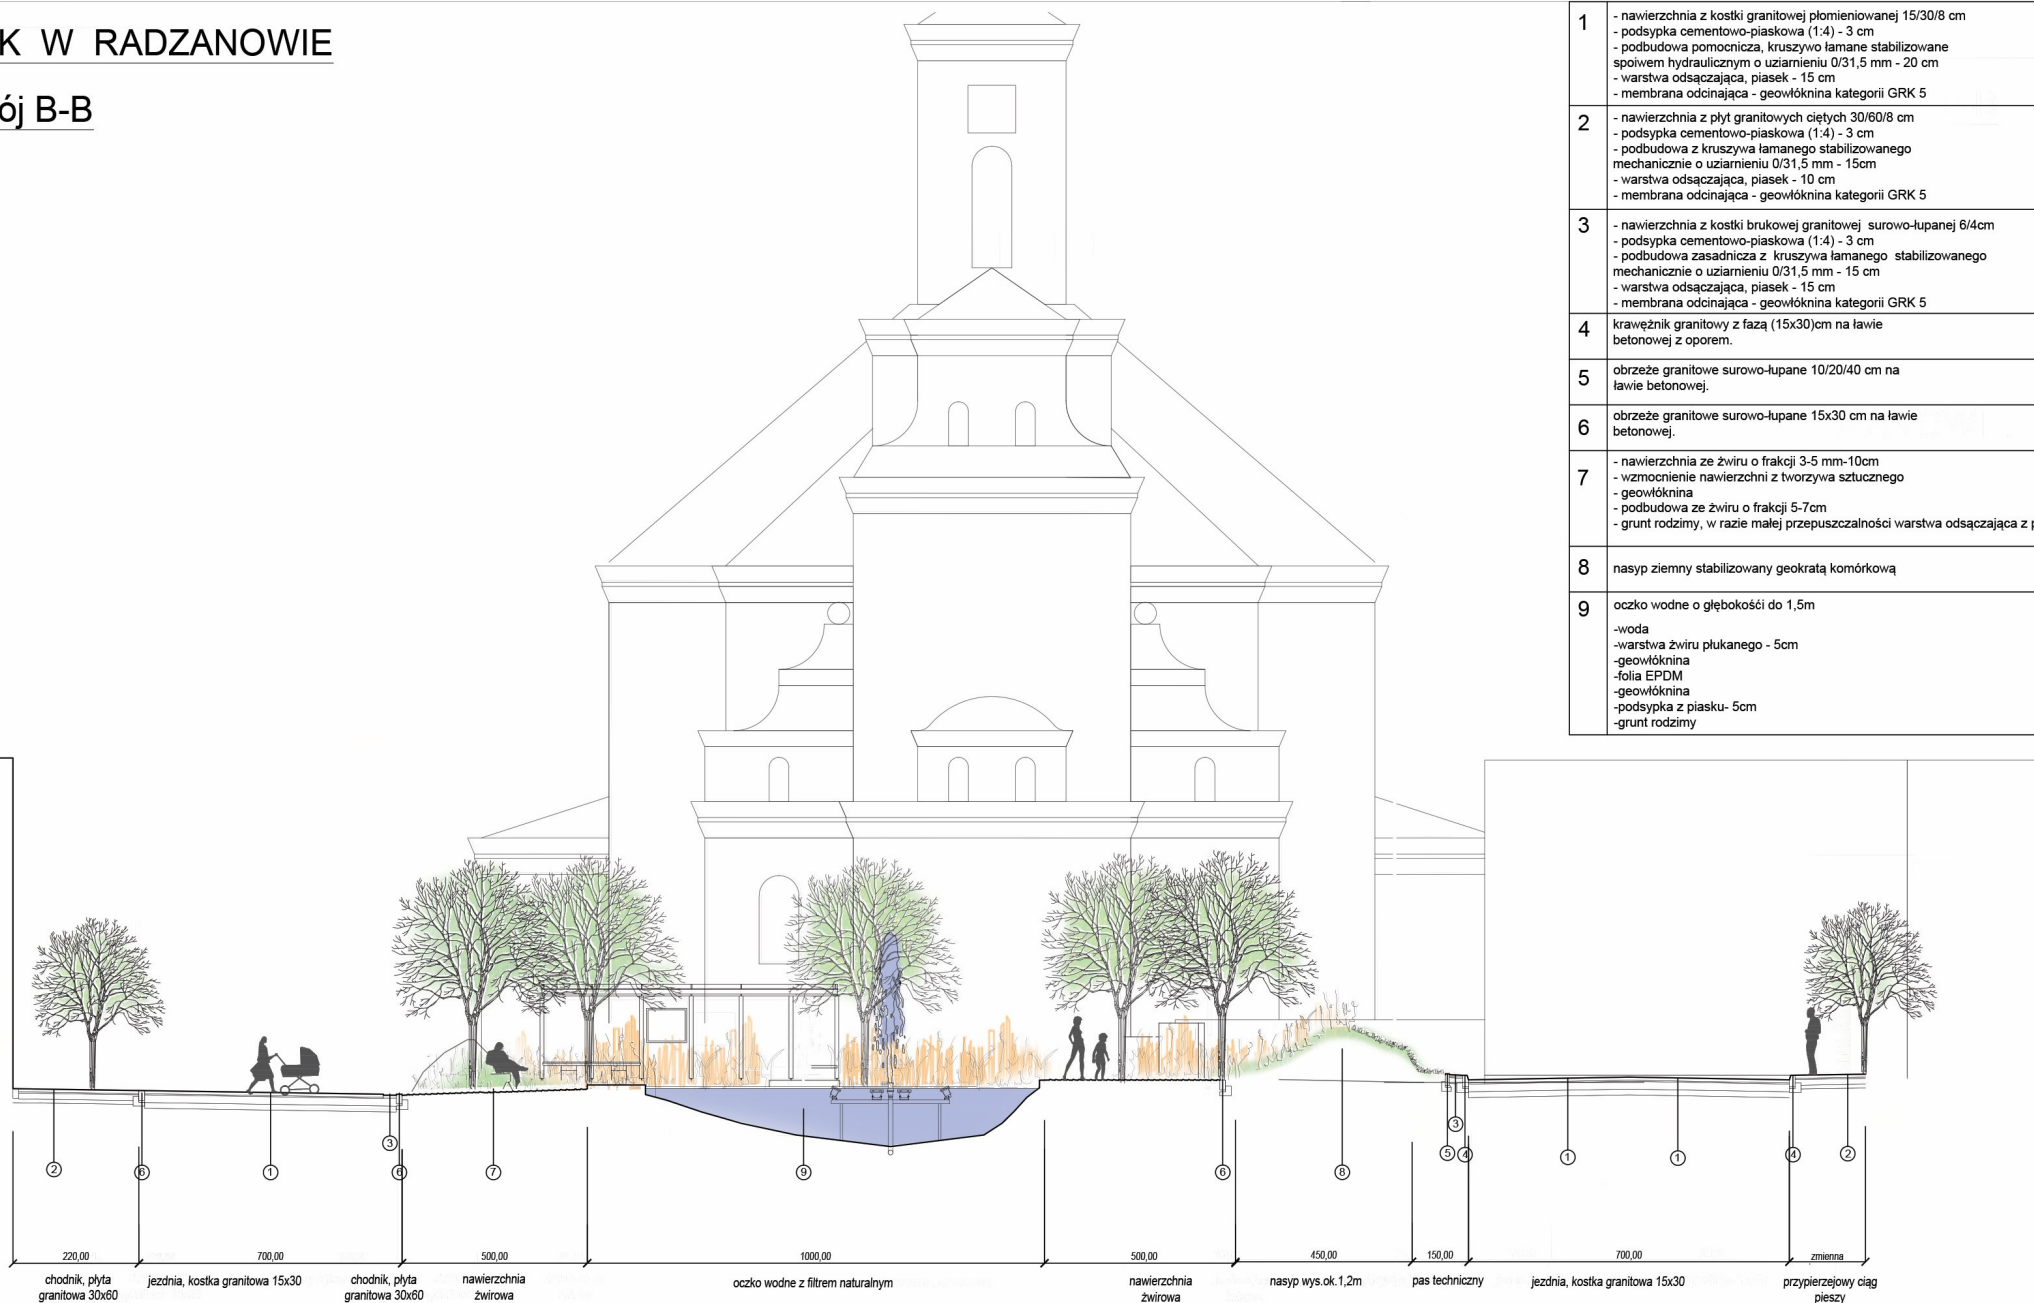 K W RADZANOWIE
ój B-B
1
- nawierzchnia z kostki granitowej płomieniowanej 15/30/8 cm
- podsypka cementowo-piaskowa (1:4) - 3 cm
- podbudowa pomocnicza, kruszywo łamane stabilizowane
spoiwem hydraulicznym o uziarnieniu 0/31,5 mm - 20 cm
- warstwa odsączająca, piasek - 15 cm
- membrana odcinająca - geowłóknina kategorii GRK 5
2
- nawierzchnia z płyt granitowych ciętych 30/60/8 cm
- podsypka cementowo-piaskowa (1:4) - 3 cm
- podbudowa z kruszywa łamanego stabilizowanego
mechanicznie o uziarnieniu 0/31,5 mm - 15cm
- warstwa odsączająca, piasek - 10 cm
- membrana odcinająca - geowłóknina kategorii GRK 5
3
- nawierzchnia z kostki brukowej granitowej surowo-łupanej 6/4cm
- podsypka cementowo-piaskowa (1:4) - 3 cm
- podbudowa zasadnicza z kruszywa łamanego stabilizowanego
mechanicznie o uziarnieniu 0/31,5 mm - 15 cm
- warstwa odsączająca, piasek - 15 cm
- membrana odcinająca - geowłóknina kategorii GRK 5
4
krawężnik granitowy z fazą (15x30)cm na ławie
betonowej z oporem.
5
obrzeże granitowe surowo-łupane 10/20/40 cm na
ławie betonowej.
6
obrzeże granitowe surowo-łupane 15x30 cm na ławie
betonowej.
7
- nawierzchnia ze żwiru o frakcji 3-5 mm-10cm
- wzmocnienie nawierzchni z tworzywa sztucznego
- geowłóknina
- podbudowa ze żwiru o frakcji 5-7cm
- grunt rodzimy, w razie małej przepuszczalności warstwa odsączająca z p
8
nasyp ziemny stabilizowany geokratą komórkową
9
oczko wodne o głębokośći do 1,5m
-woda
-warstwa żwiru płukanego - 5cm
-geowłóknina
-folia EPDM
-geowłóknina
-podsypka z piasku- 5cm
-grunt rodzimy
2 6 1 3 6 7 9 6 8 5 3 4 1 1 4 2
220,00 700,00 500,00 1000,00 500,00 450,00 150,00 700,00 zmienna
chodnik, płyta
granitowa 30x60
jezdnia, kostka granitowa 15x30
chodnik, płyta
granitowa 30x60
nawierzchnia
żwirowa
oczko wodne z filtrem naturalnym
nawierzchnia
żwirowa
nasyp wys.ok.1,2m
pas techniczny
jezdnia, kostka granitowa 15x30
przypierzejowy ciąg
pieszy